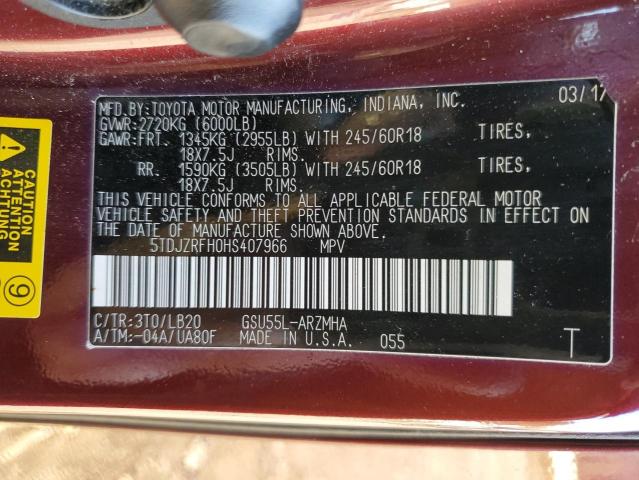 MFD.BY:TOYOTA MOTOR MANUFACTURING, INDIANA, INC. 03/17
GVWR:2720KG (6000LB)
GAWR:FRT. 1345KG (2955LB) WITH 245/60R18 TIRES,
18X7.5J RIMS.
RR. 1590KG (3505LB) WITH 245/60R18 TIRES,
18X7.5J RIMS.
THIS VEHICLE CONFORMS TO ALL APPLICABLE FEDERAL MOTOR
VEHICLE SAFETY AND THEFT PREVENTION STANDARDS IN EFFECT ON
THE DATE OF MANUFACTURE SHOWN ABOVE.
5TDJZRFH0HS407966 MPV
C/TR:3T0/LB20 GSU55L-ARZMHA
A/TM:-04A/UA80F MADE IN U.S.A. 055 T
CAUTION
ACHTUNG
9